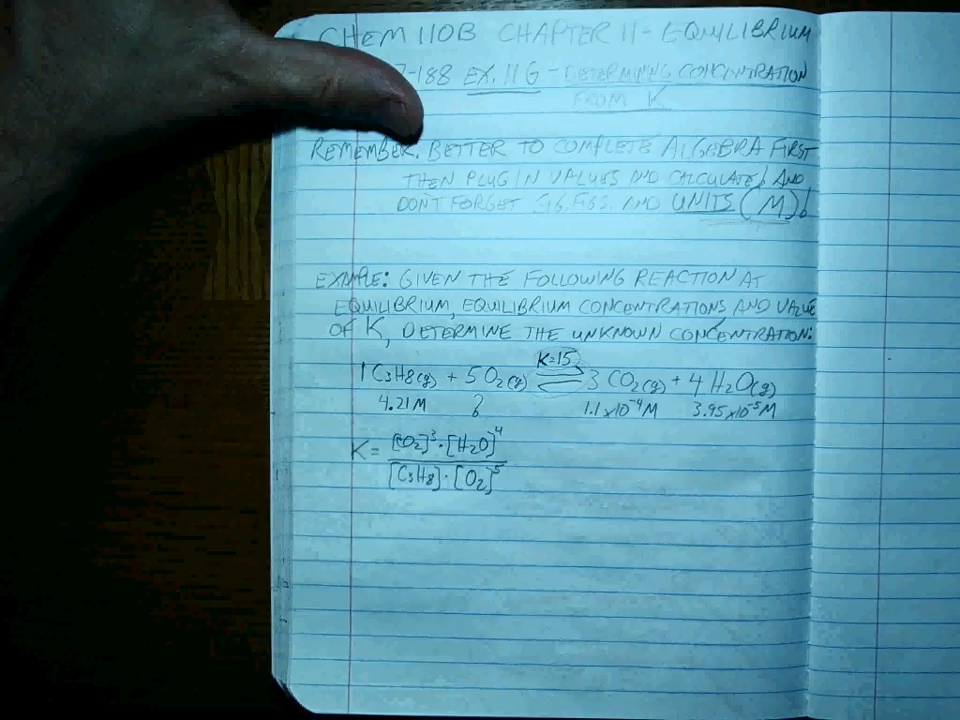 CHEM 110B CHAPTER 11 - EQUILIBRIUM
7-188 EX. 11G - DETERMINING CONCENTRATION
FROM K
REMEMBER, BETTER TO COMPLETE ALGEBRA FIRST
THEN PLUG IN VALUES AND CALCULATE! AND
DON'T FORGET SIG. FIGS. AND UNITS (M)!
EXAMPLE: GIVEN THE FOLLOWING REACTION AT
EQUILIBRIUM, EQUILIBRIUM CONCENTRATIONS AND VALUE
OF K, DETERMINE THE UNKNOWN CONCENTRATION:
K=15
1 C3H8(g) + 5 O2(g) ⇌ 3 CO2(g) + 4 H2O(g)
4.21M ? 1.1x10^-4 M 3.95x10^-5 M
K = [CO2]^3·[H2O]^4
[C3H8]·[O2]^5